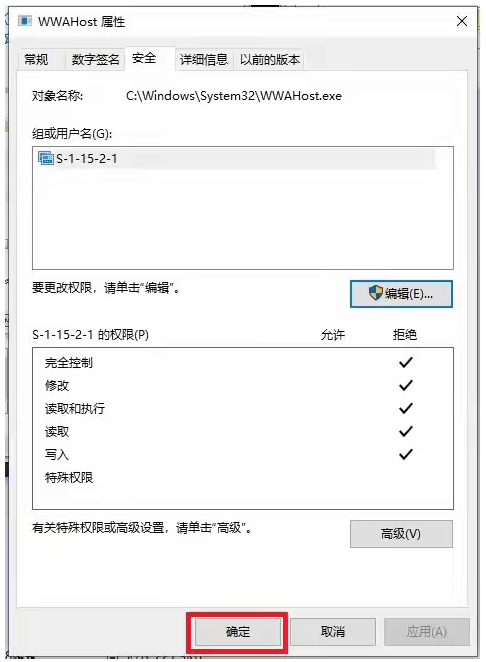 WWAHost 属性
常规 数字签名 安全 详细信息 以前的版本
对象名称: C:\Windows\System32\WWAHost.exe
组或用户名(G):
S-1-15-2-1
要更改权限，请单击"编辑"。
编辑(E)...
S-1-15-2-1 的权限(P) 允许 拒绝
完全控制
修改
读取和执行
读取
写入
特殊权限
有关特殊权限或高级设置，请单击"高级"。
高级(V)
确定 取消 应用(A)